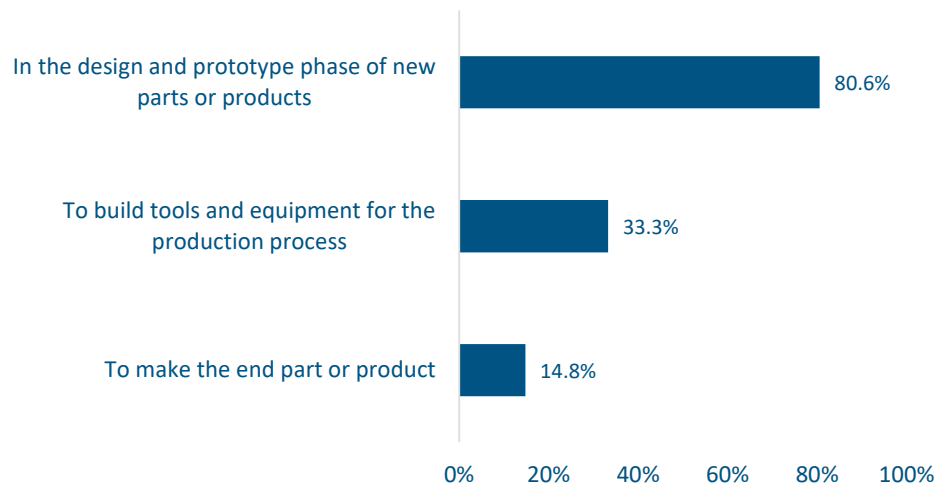 In the design and prototype phase of new
parts or products
80.6%
To build tools and equipment for the
production process
33.3%
To make the end part or product
14.8%
0% 20% 40% 60% 80% 100%